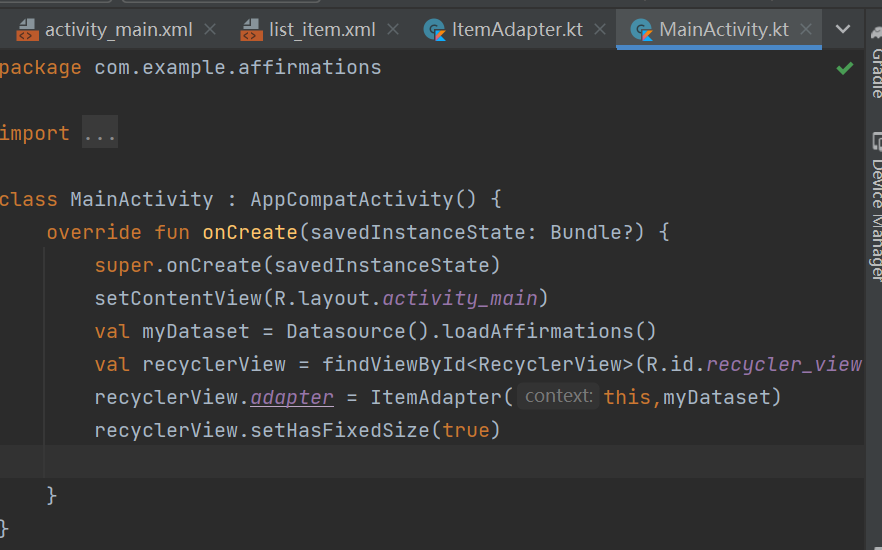 activity_main.xml list_item.xml ItemAdapter.kt MainActivity.kt
package com.example.affirmations
import ...
class MainActivity : AppCompatActivity() {
override fun onCreate(savedInstanceState: Bundle?) {
super.onCreate(savedInstanceState)
setContentView(R.layout.activity_main)
val myDataset = Datasource().loadAffirmations()
val recyclerView = findViewById<RecyclerView>(R.id.recycler_view
recyclerView.adapter = ItemAdapter( context: this,myDataset)
recyclerView.setHasFixedSize(true)
}
}
Gradle
Device Manager